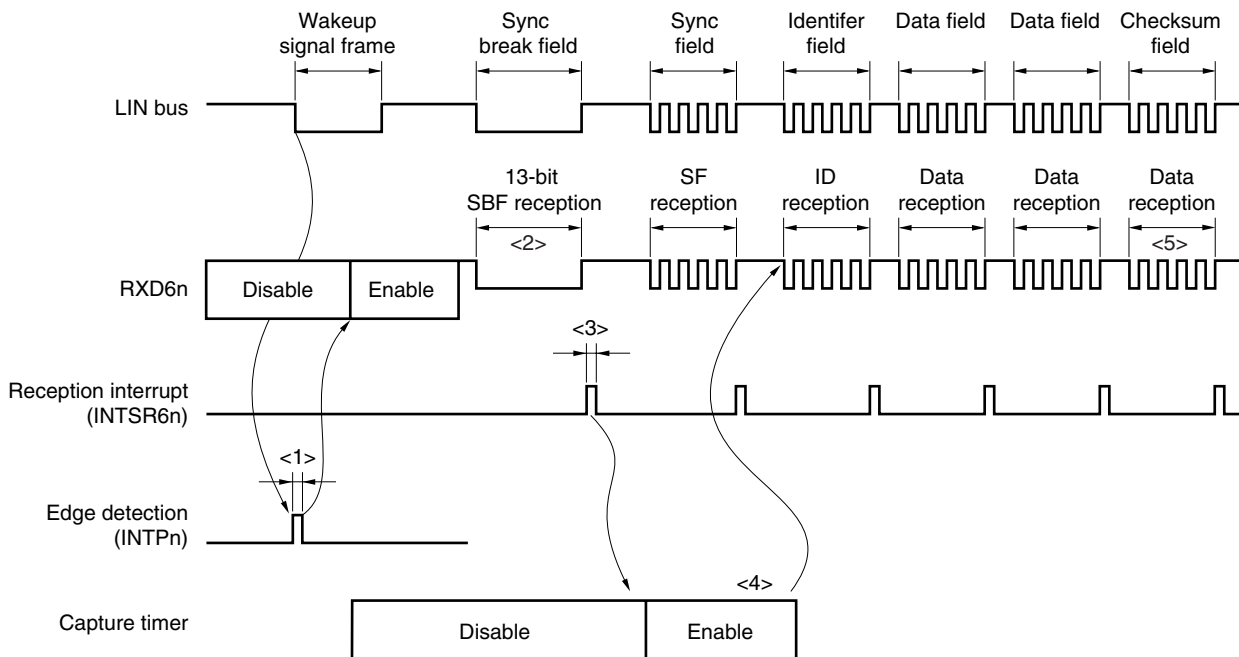 Wakeup
signal frame
Sync
break field
Sync
field
Identifer
field
Data field
Data field
Checksum
field
LIN bus
13-bit
SBF reception
<2>
SF
reception
ID
reception
Data
reception
Data
reception
Data
reception
<5>
RXD6n
Disable
Enable
<3>
Reception interrupt
(INTSR6n)
<1>
Edge detection
(INTPn)
<4>
Capture timer
Disable
Enable